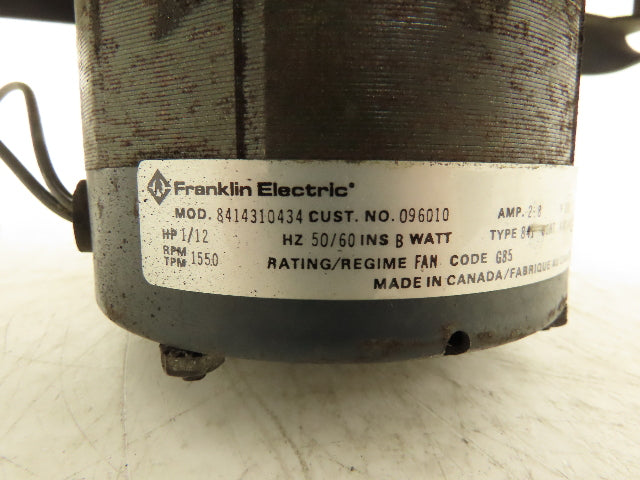 Franklin Electric
MOD. 8414310434 CUST. NO. 096010 AMP. 2.8
HP 1/12 HZ 50/60 INS B WATT TYPE
RPM
TPM 1550 RATING/REGIME FAN CODE G85
MADE IN CANADA/FABRIQUE AU